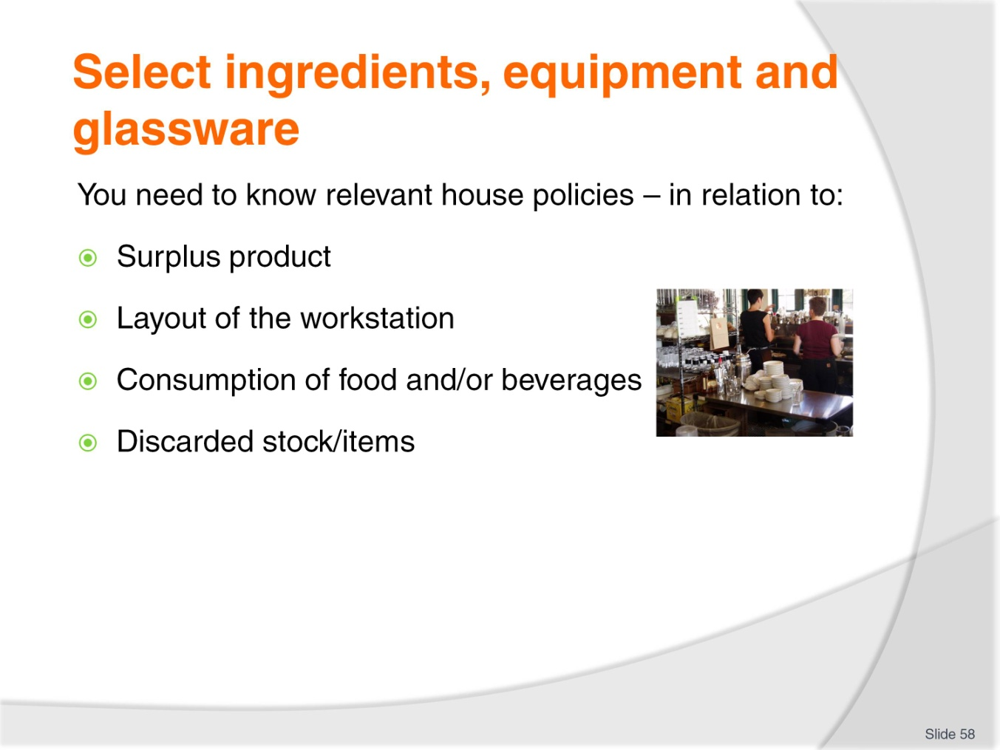 Select ingredients, equipment and
glassware
You need to know relevant house policies – in relation to:
Surplus product
Layout of the workstation
Consumption of food and/or beverages
Discarded stock/items
Slide 58